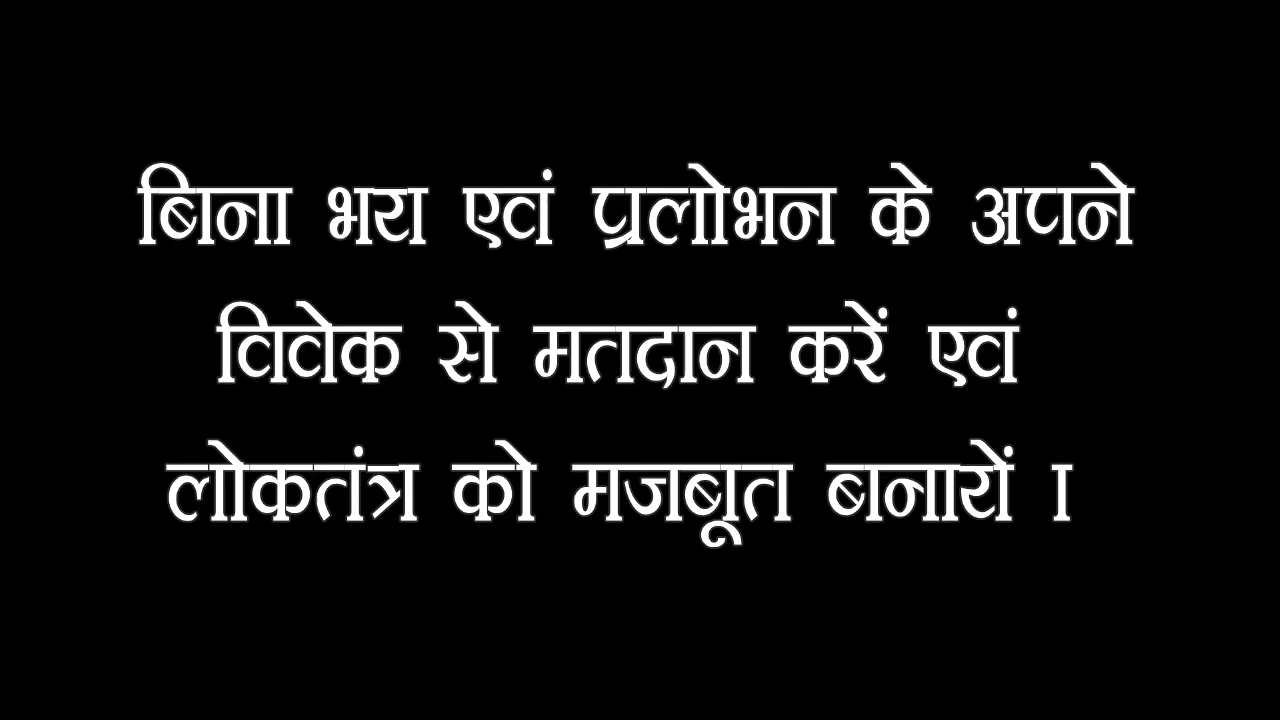 बिना भय एवं प्रलोभन के अपने
विवेक से मतदान करें एवं
लोकतंत्र को मजबूत बनायें ।